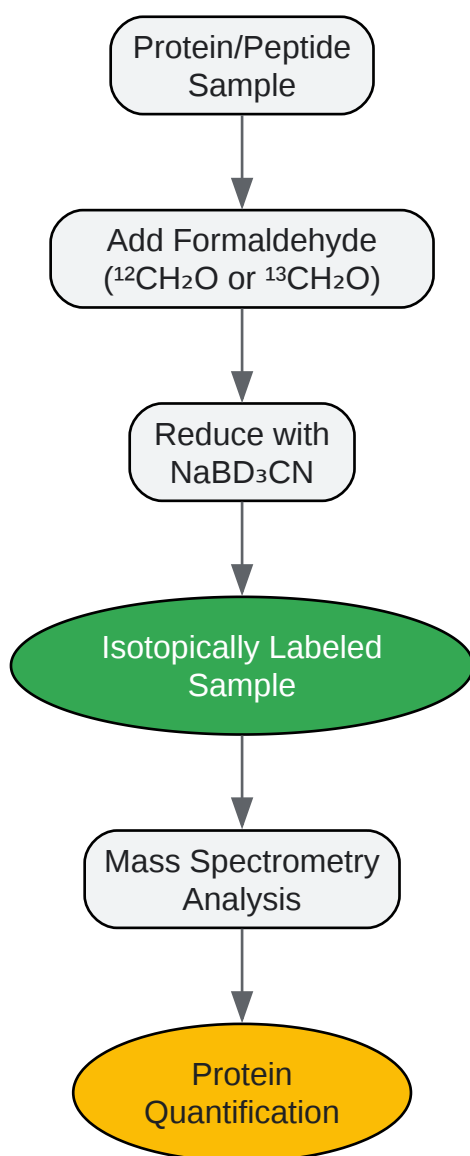 Protein/Peptide
Sample
Add Formaldehyde
(¹²CH₂O or ¹³CH₂O)
Reduce with
NaBD₃CN
Isotopically Labeled
Sample
Mass Spectrometry
Analysis
Protein
Quantification